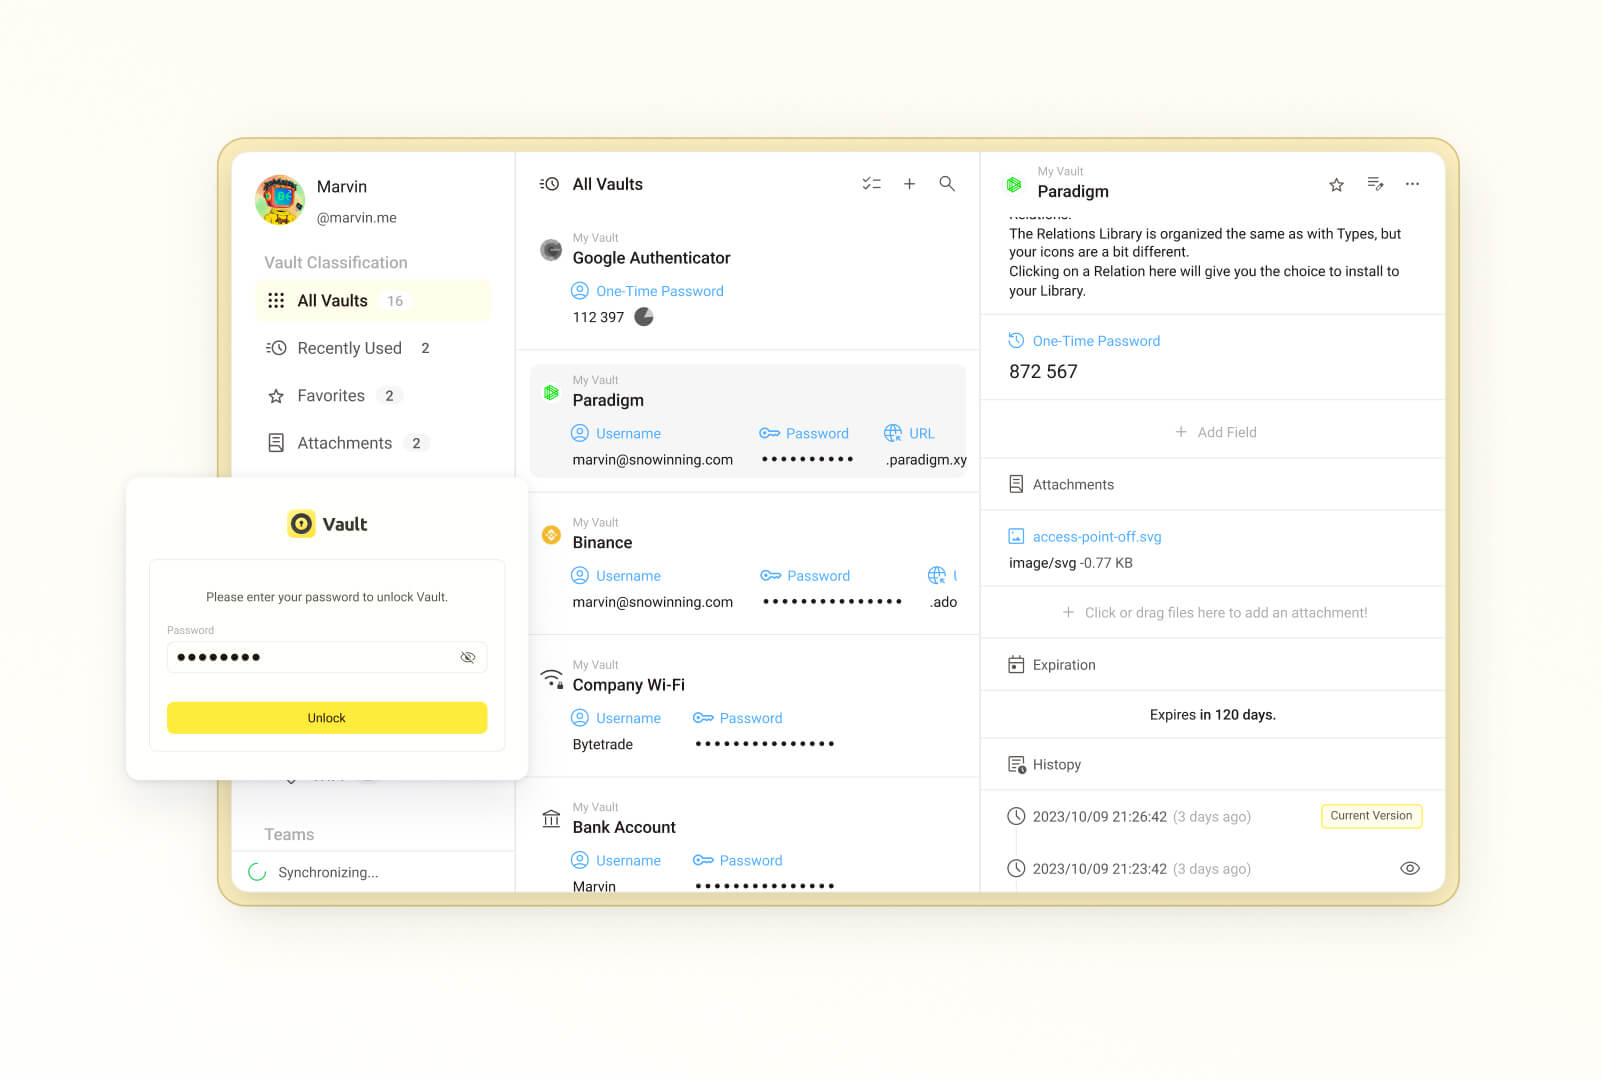 Marvin
@marvin.me
Vault Classification
All Vaults 16
Recently Used 2
Favorites 2
Attachments 2
Vault
Please enter your password to unlock Vault.
Password
Unlock
Teams
Synchronizing...
All Vaults
My Vault
Google Authenticator
One-Time Password
112 397
My Vault
Paradigm
Username Password URL
marvin@snowinning.com •••••••••• .paradigm.xy
My Vault
Binance
Username Password
marvin@snowinning.com ••••••••••••••• .ado
My Vault
Company Wi-Fi
Username Password
Bytetrade ••••••••••••••
My Vault
Bank Account
Username Password
Marvin ••••••••••••••
My Vault
Paradigm
Relations.
The Relations Library is organized the same as with Types, but
your icons are a bit different.
Clicking on a Relation here will give you the choice to install to
your Library.
One-Time Password
872 567
+ Add Field
Attachments
access-point-off.svg
image/svg -0.77 KB
+ Click or drag files here to add an attachment!
Expiration
Expires in 120 days.
Histopy
2023/10/09 21:26:42 (3 days ago) Current Version
2023/10/09 21:23:42 (3 days ago)